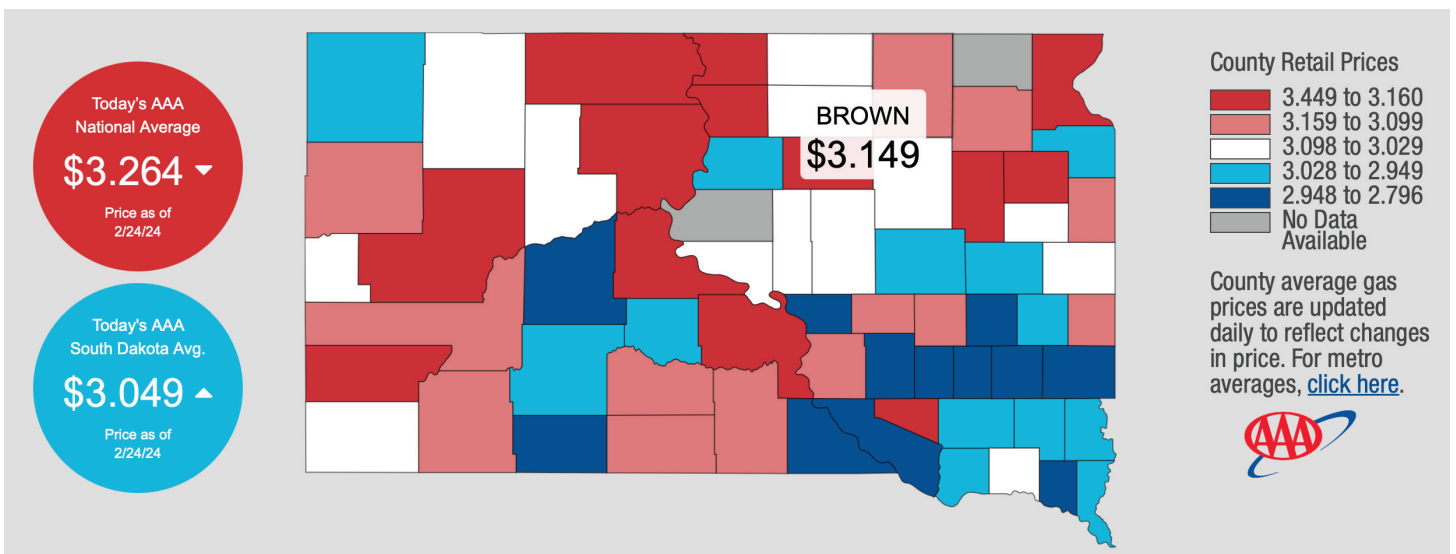 Today's AAA
National Average
$3.264
Price as of
2/24/24
Today's AAA
South Dakota Avg.
$3.049
Price as of
2/24/24
BROWN
$3.149
County Retail Prices
3.449 to 3.160
3.159 to 3.099
3.098 to 3.029
3.028 to 2.949
2.948 to 2.796
No Data
Available
County average gas
prices are updated
daily to reflect changes
in price. For metro
averages, click here.
AAA